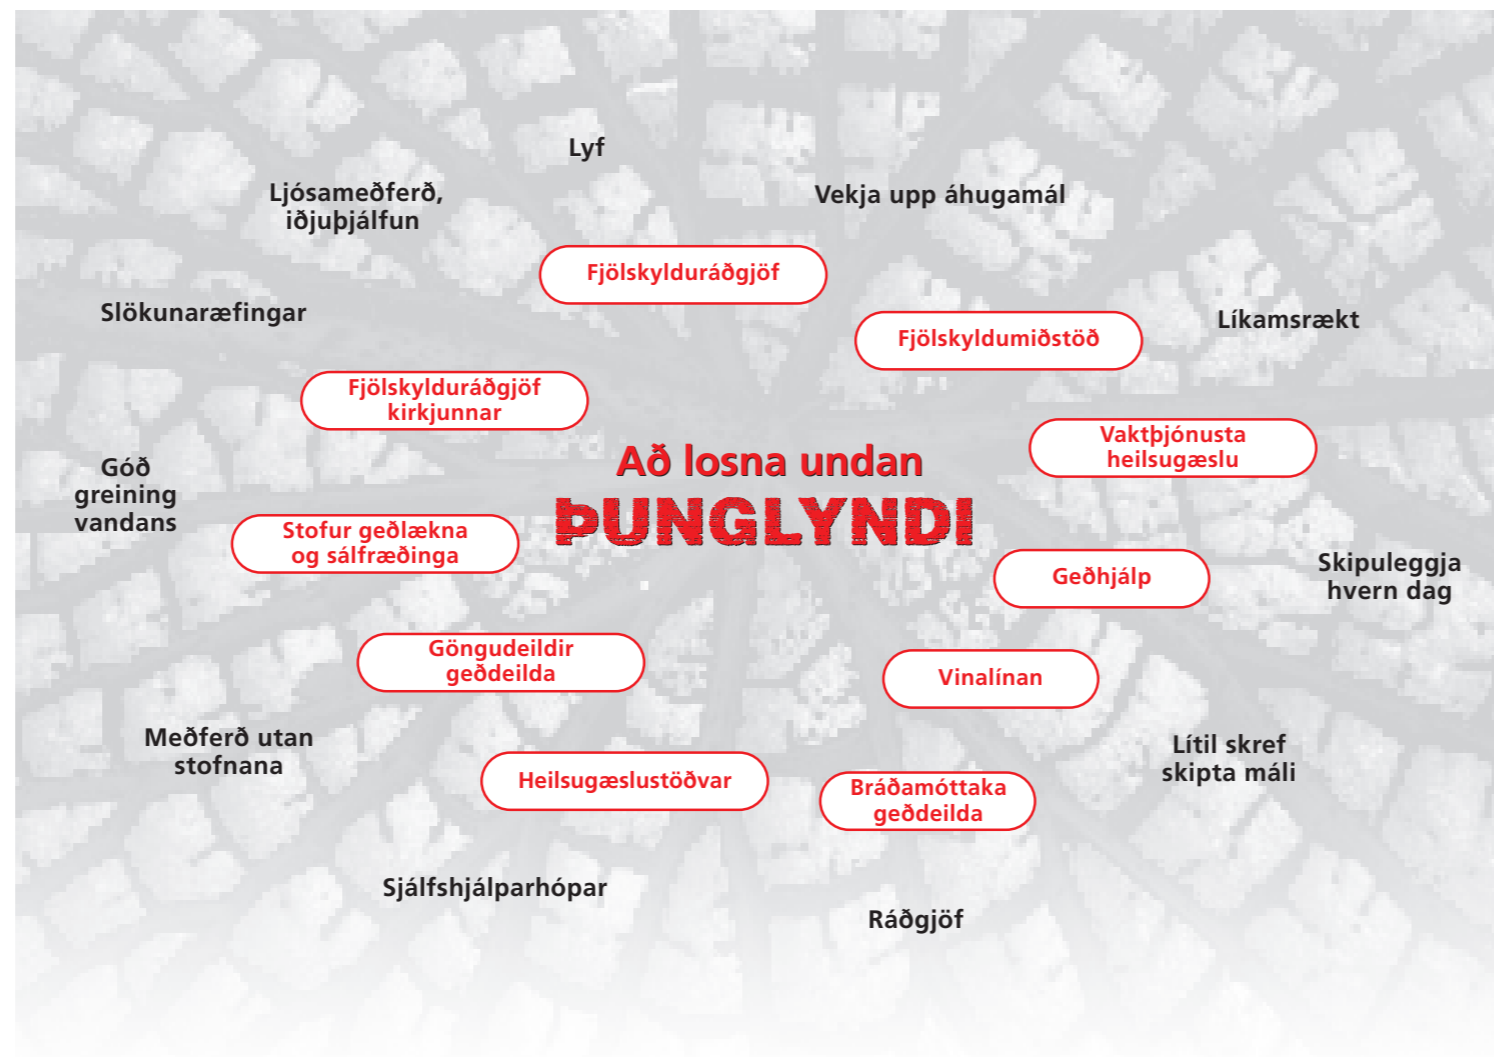 Lyf
Ljósameðferð,
iðjuþjálfun
Vekja upp áhugamál
Fjölskylduráðgjöf
Slökunaræfingar
Líkamsrækt
Fjölskyldumiðstöð
Fjölskylduráðgjöf
kirkjunnar
Vaktþjónusta
heilsugæslu
Að losna undan
ÞUNGLYNDI
Góð
greining
vandans
Stofur geðlækna
og sálfræðinga
Geðhjálp
Skipuleggja
hvern dag
Göngudeildir
geðdeilda
Vinalínan
Meðferð utan
stofnana
Lítil skref
skipta máli
Heilsugæslustöðvar
Bráðamóttaka
geðdeilda
Sjálfshjálparhópar
Ráðgjöf